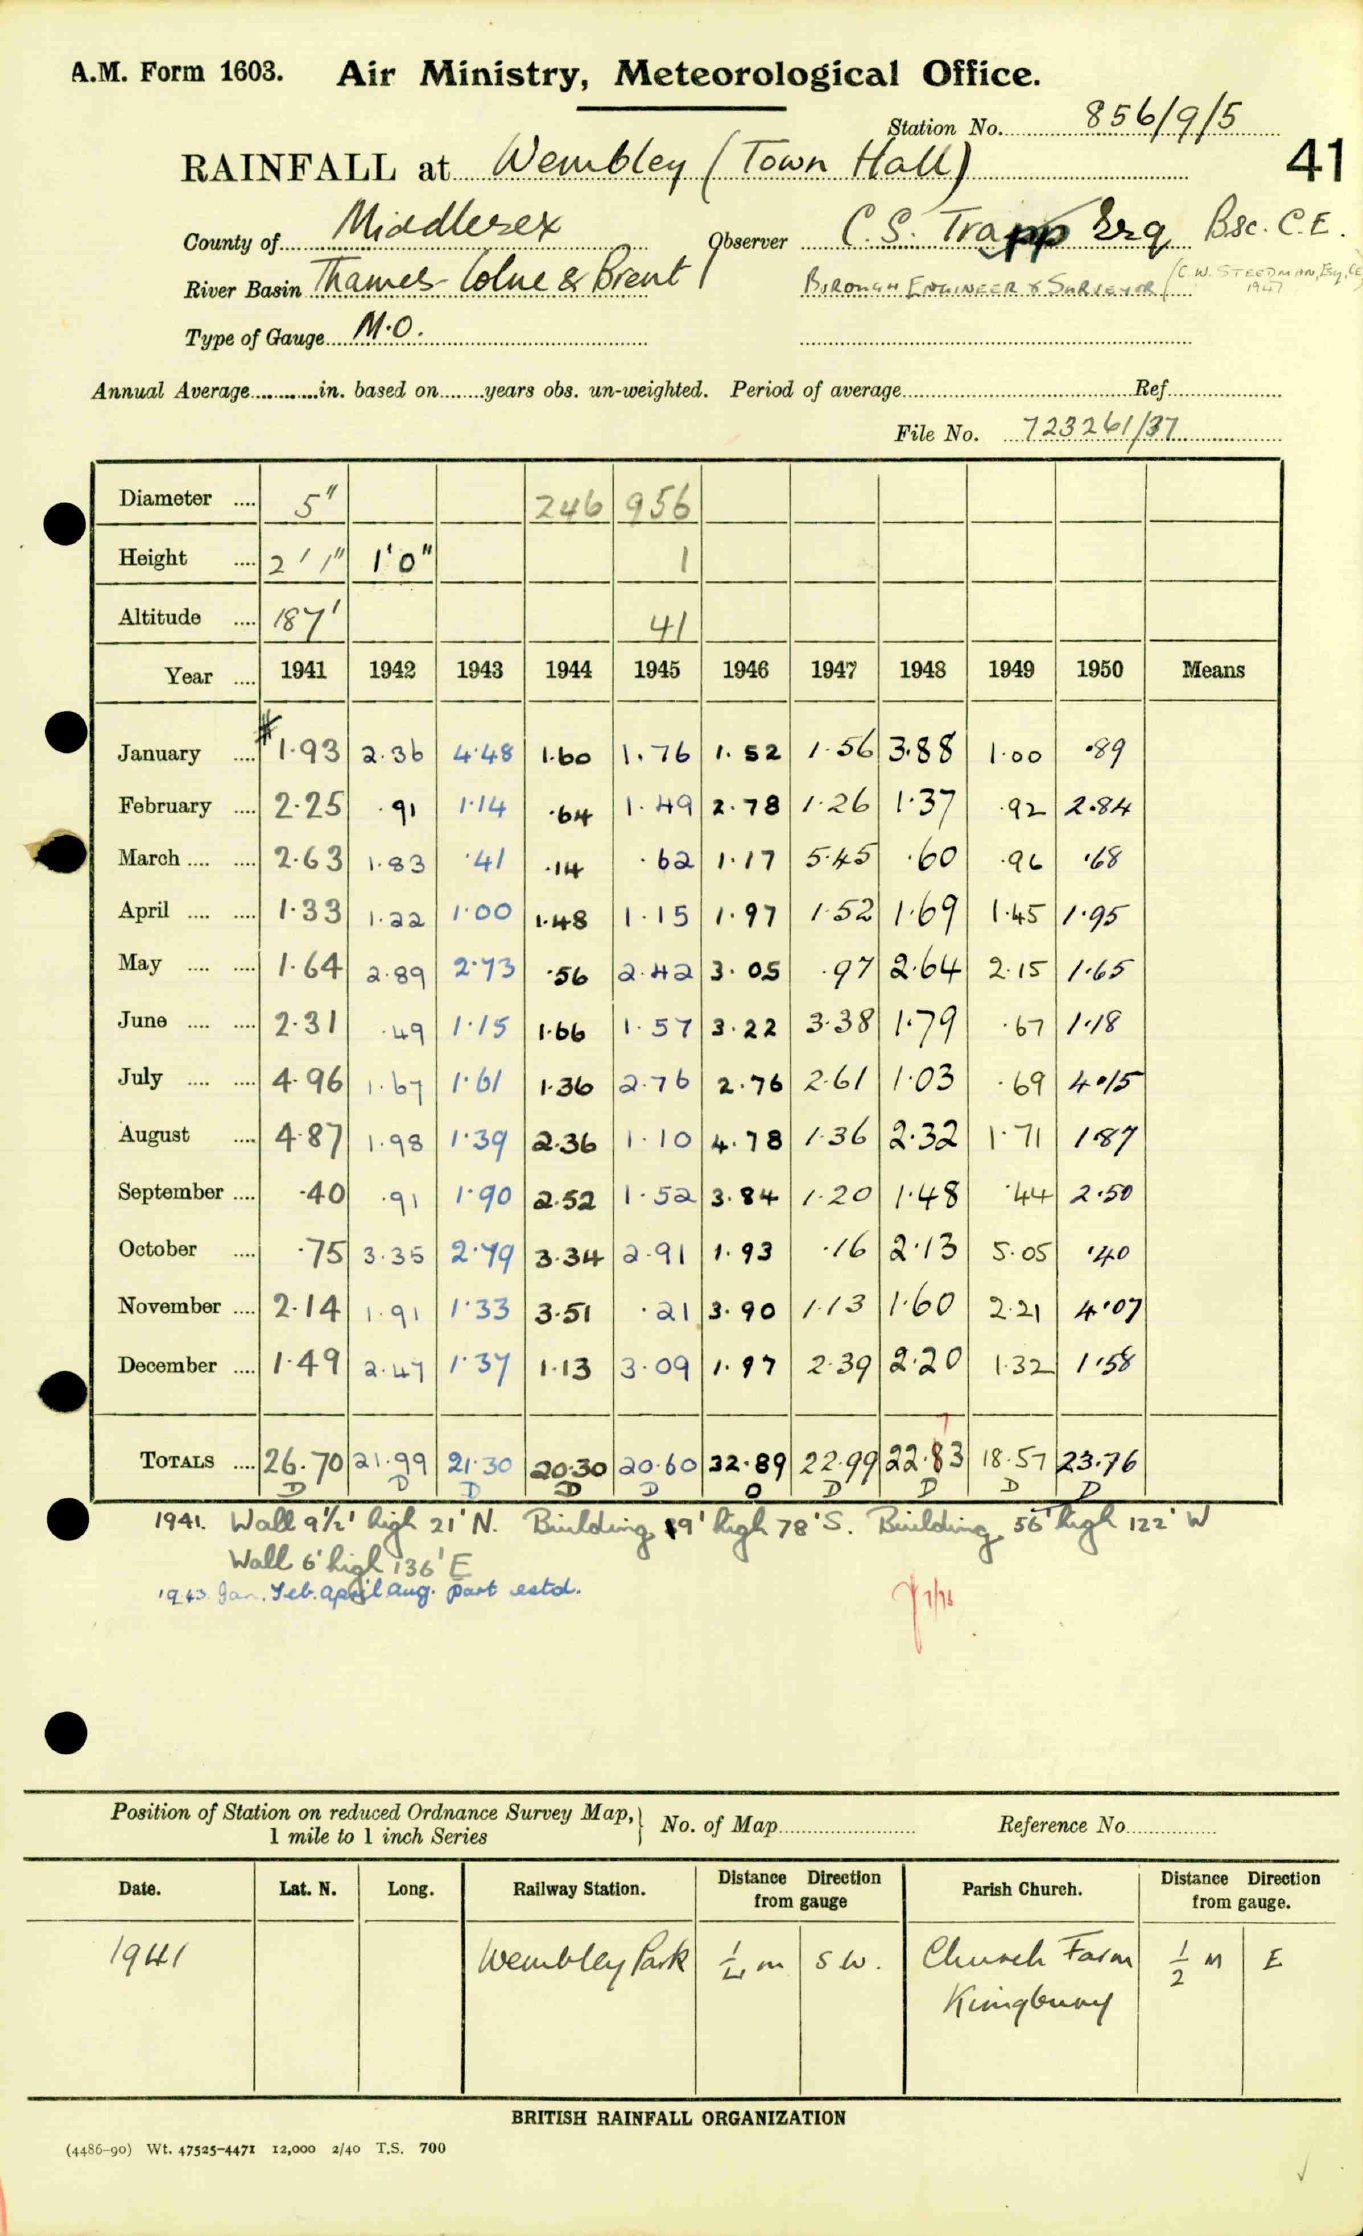 A.M. Form 1603. Air Ministry, Meteorological Office.
Station No. 856/9/5
41
RAINFALL at Wembley (Town Hall)
County of Middlesex Observer C. S. Trapp Esq Bsc. C.E.
River Basin Thames-Colne & Brent BOROUGH ENGINEER & SURVEYOR (C.W. STEEDMAN, Esq, CE 1947
Type of Gauge M.O.
Annual Average in. based on years obs. un-weighted. Period of average Ref
File No. 723261/37
Diameter 5" 246 956
Height 2'1" 1'0" 1
Altitude 187' 41
Year 1941 1942 1943 1944 1945 1946 1947 1948 1949 1950 Means
January 1.93 2.36 4.48 1.60 1.76 1.52 1.56 3.88 1.00 .89
February 2.25 .91 1.14 .64 1.49 2.78 1.26 1.37 .92 2.84
March 2.63 1.83 .41 .14 .62 1.17 5.45 .60 .96 .68
April 1.33 1.22 1.00 1.48 1.15 1.97 1.52 1.69 1.45 1.95
May 1.64 2.89 2.73 .56 2.42 3.05 .97 2.64 2.15 1.65
June 2.31 .49 1.15 1.66 1.57 3.22 3.38 1.79 .67 1.18
July 4.96 1.67 1.61 1.36 2.76 2.76 2.61 1.03 .69 4.15
August 4.87 1.98 1.39 2.36 1.10 4.78 1.36 2.32 1.71 1.87
September .40 .91 1.90 2.52 1.52 3.84 1.20 1.48 .44 2.50
October .75 3.35 2.79 3.34 2.91 1.93 .16 2.13 5.05 .40
November 2.14 1.91 1.33 3.51 .21 3.90 1.13 1.60 2.21 4.07
December 1.49 2.47 1.37 1.13 3.09 1.97 2.39 2.20 1.32 1.58
TOTALS 26.70 21.99 21.30 20.30 20.60 32.89 22.99 22.83 18.57 23.76
D D D D D D D D D D
1941. Wall 9½' high 21' N. Building 19' high 78' S. Building 56' high 122' W
Wall 6' high 136' E
1943 Jan. Feb. April Aug. part estd.
Position of Station on reduced Ordnance Survey Map, 1 mile to 1 inch Series No. of Map Reference No.
Date. Lat. N. Long. Railway Station. Distance Direction from gauge Parish Church. Distance Direction from gauge.
1941 Wembley Park ¼ m S W. Church Farm Kingbury ½ M E
BRITISH RAINFALL ORGANIZATION
(4486-90) Wt. 47525-4471 12,000 2/40 T.S. 700